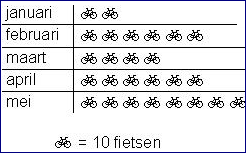 januari
februari
maart
april
mei
= 10 fietsen